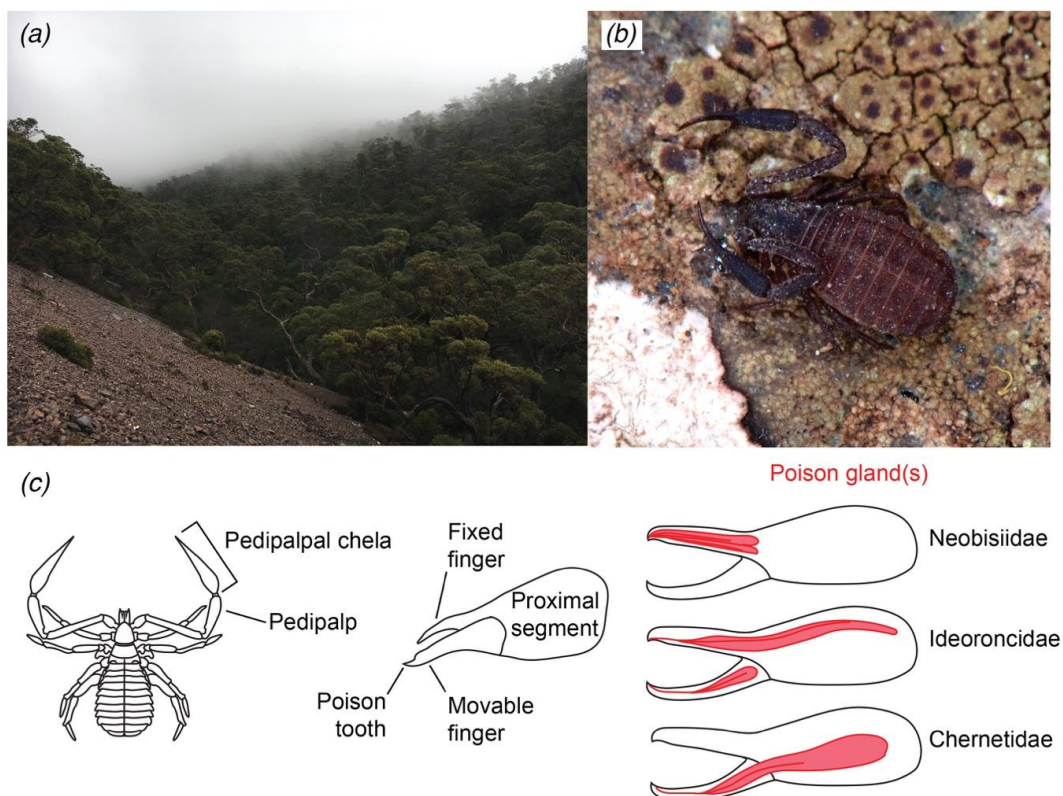 (a)
(b)
(c)
Poison gland(s)
Pedipalpal chela
Pedipalp
Fixed
finger
Proximal
segment
Poison
tooth
Movable
finger
Neobisiidae
Ideoroncidae
Chernetidae